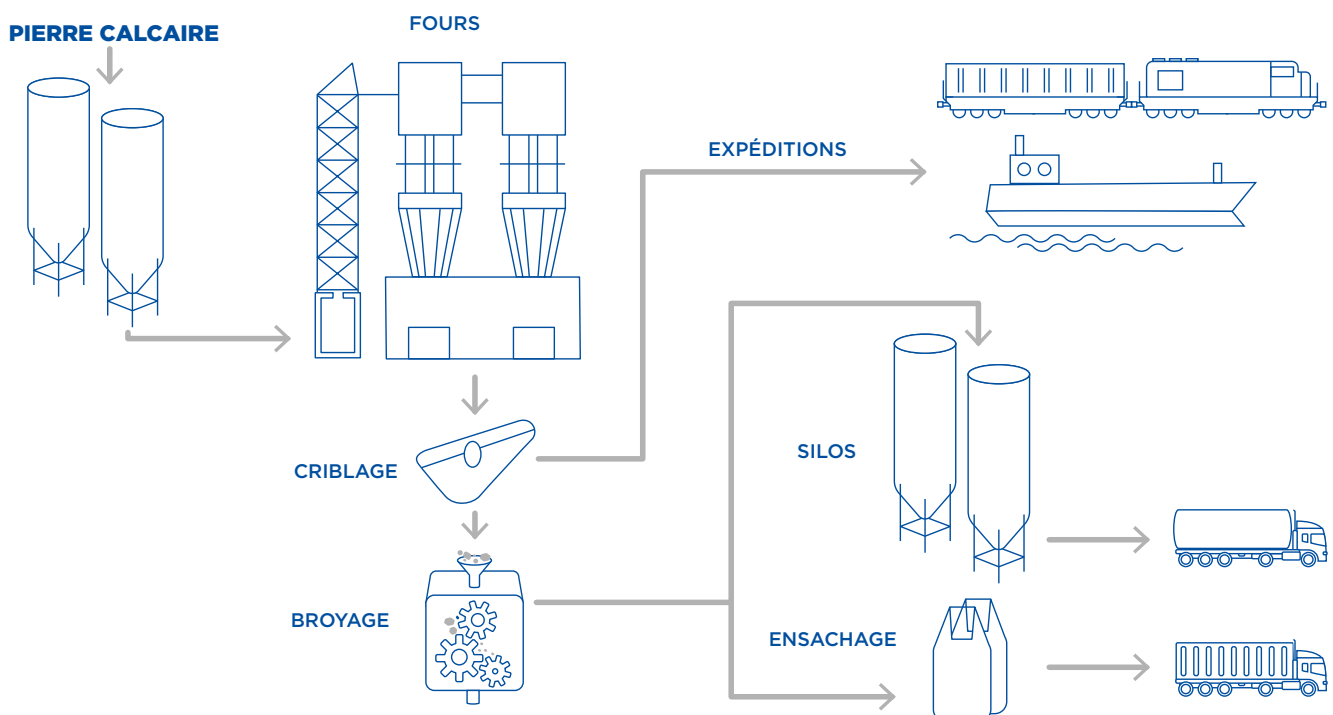 PIERRE CALCAIRE
FOURS
EXPÉDITIONS
CRIBLAGE
SILOS
BROYAGE
ENSACHAGE